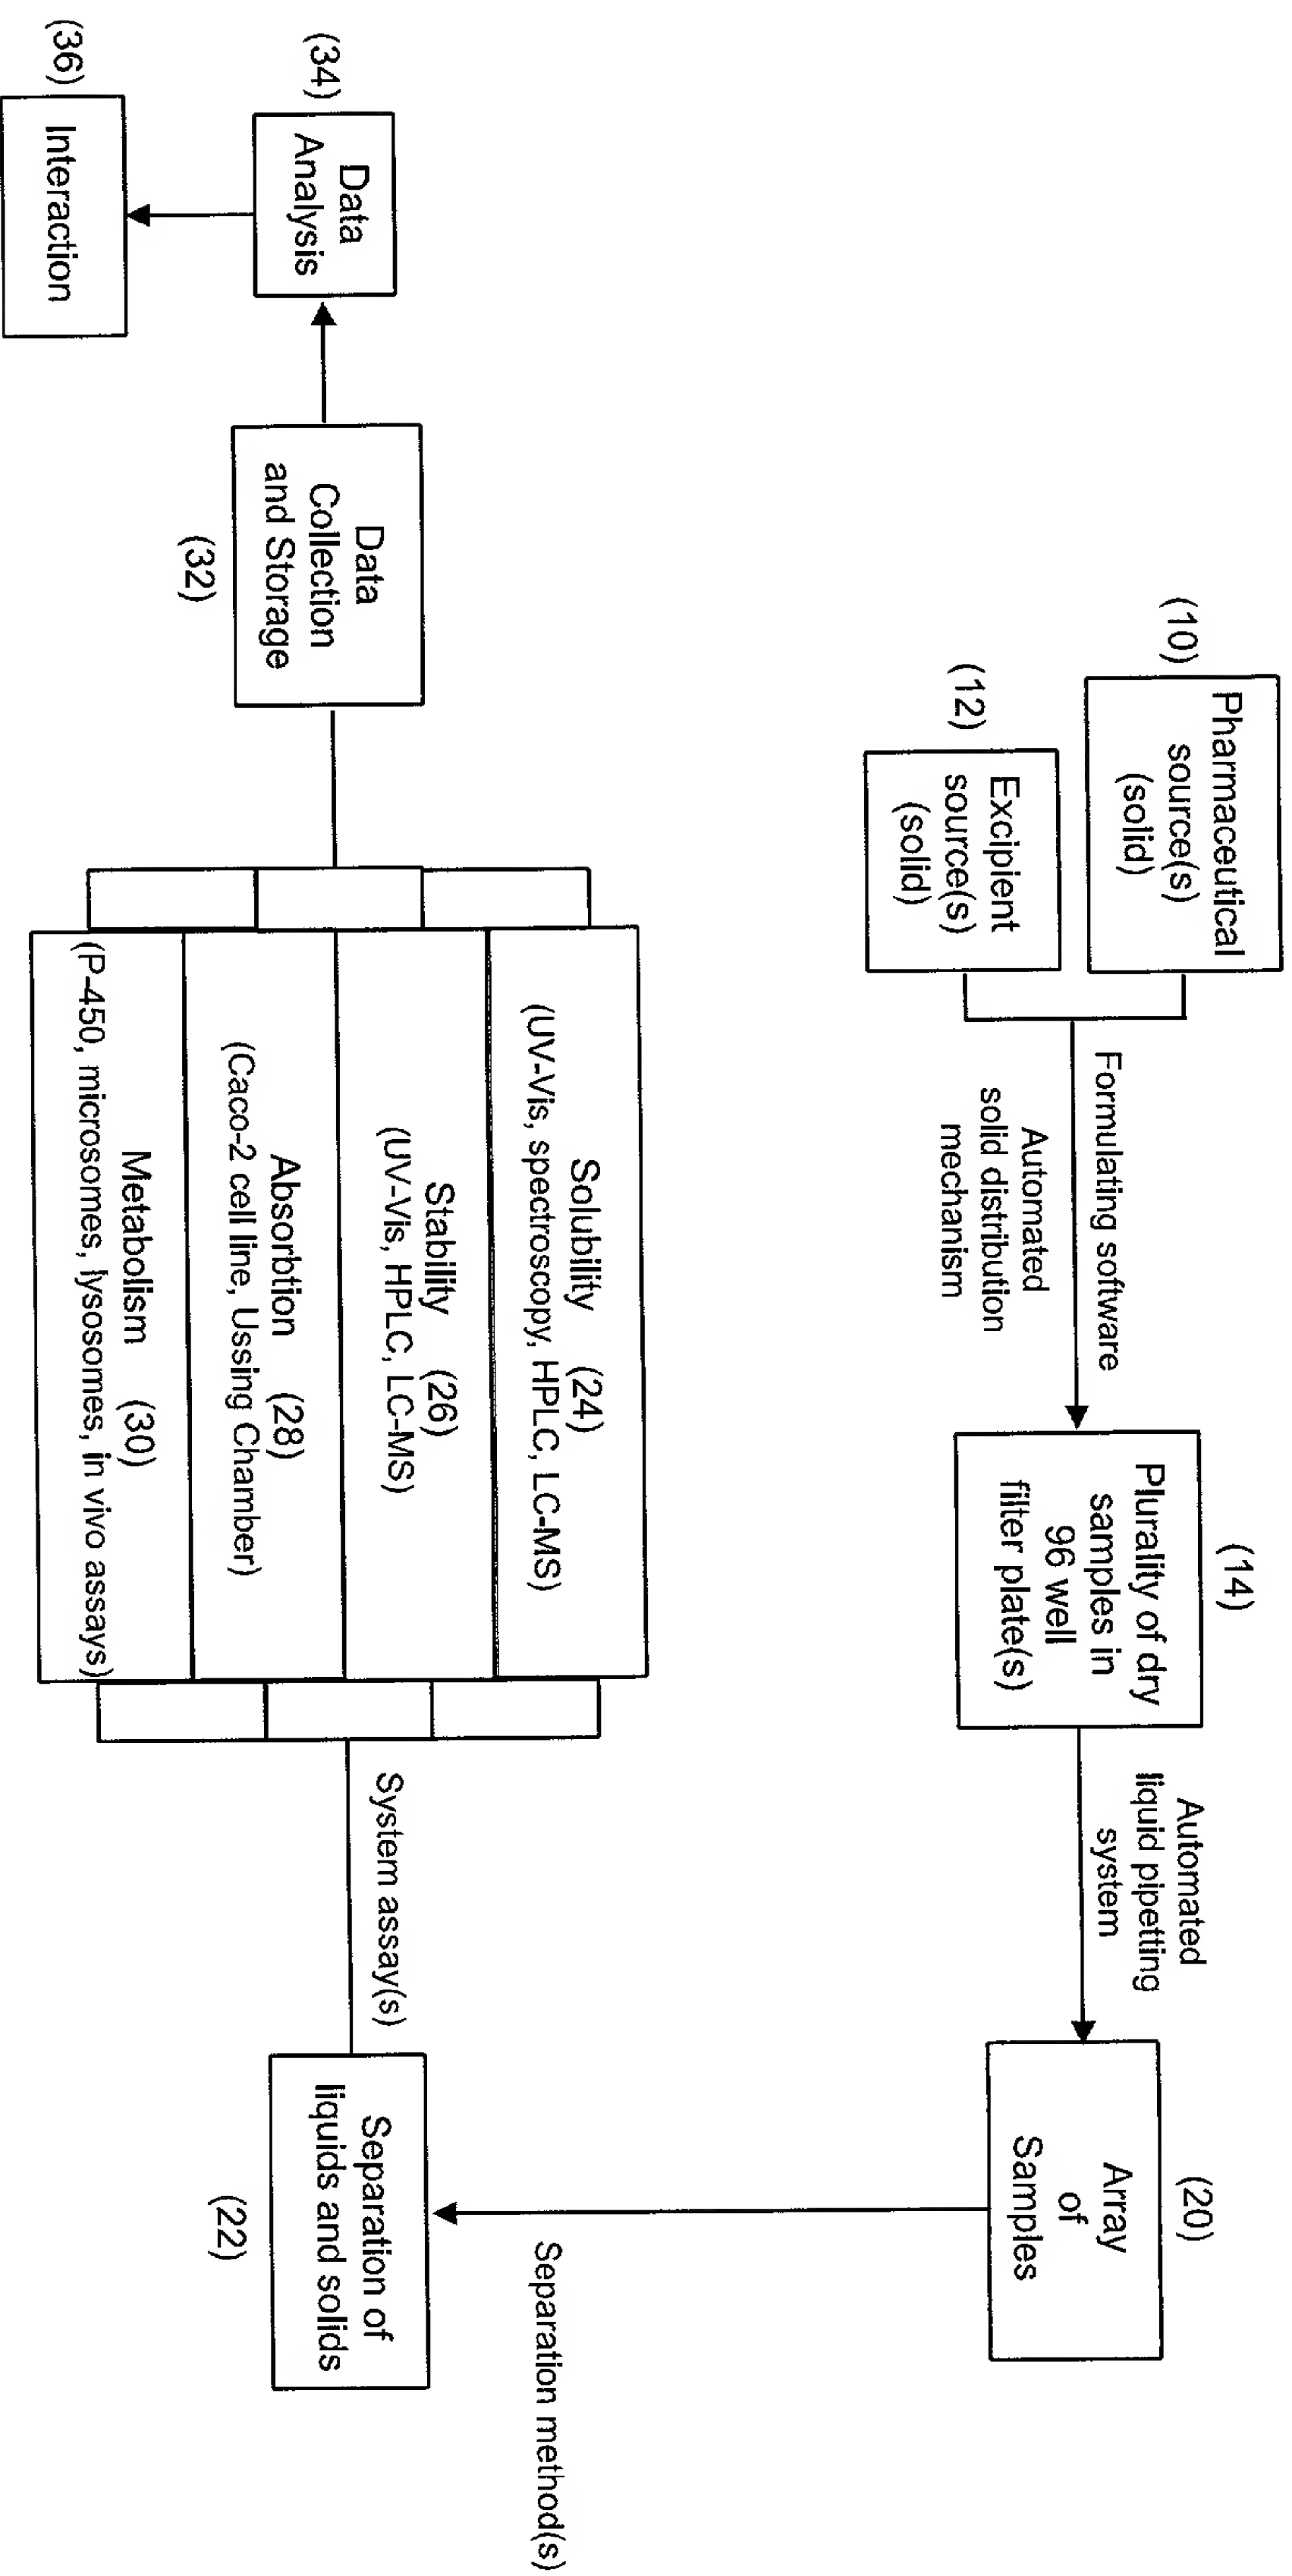 (10)
Pharmaceutical
source(s)
(solid)
(12)
Excipient
source(s)
(solid)
Formulating software
Automated
solid distribution
mechanism
(14)
Plurality of dry
samples in
96 well
filter plate(s)
Automated
liquid pipetting
system
(20)
Array
of
Samples
Separation method(s)
Separation of
liquids and solids
(22)
System assay(s)
Solubility (24)
(UV-Vis, spectroscopy, HPLC, LC-MS)
Stability (26)
(UV-Vis, HPLC, LC-MS)
Absorbtion (28)
(Caco-2 cell line, Ussing Chamber)
Metabolism (30)
(P-450, microsomes, lysosomes, in vivo assays)
Data
Collection
and Storage
(32)
(34)
Data
Analysis
(36)
Interaction